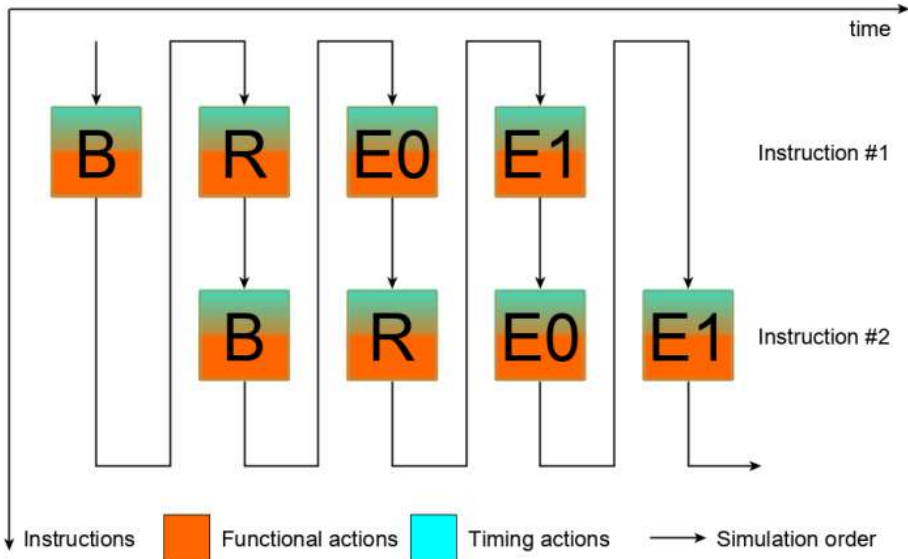 time
B R E0 E1 Instruction #1
B R E0 E1 Instruction #2
Instructions Functional actions Timing actions Simulation order